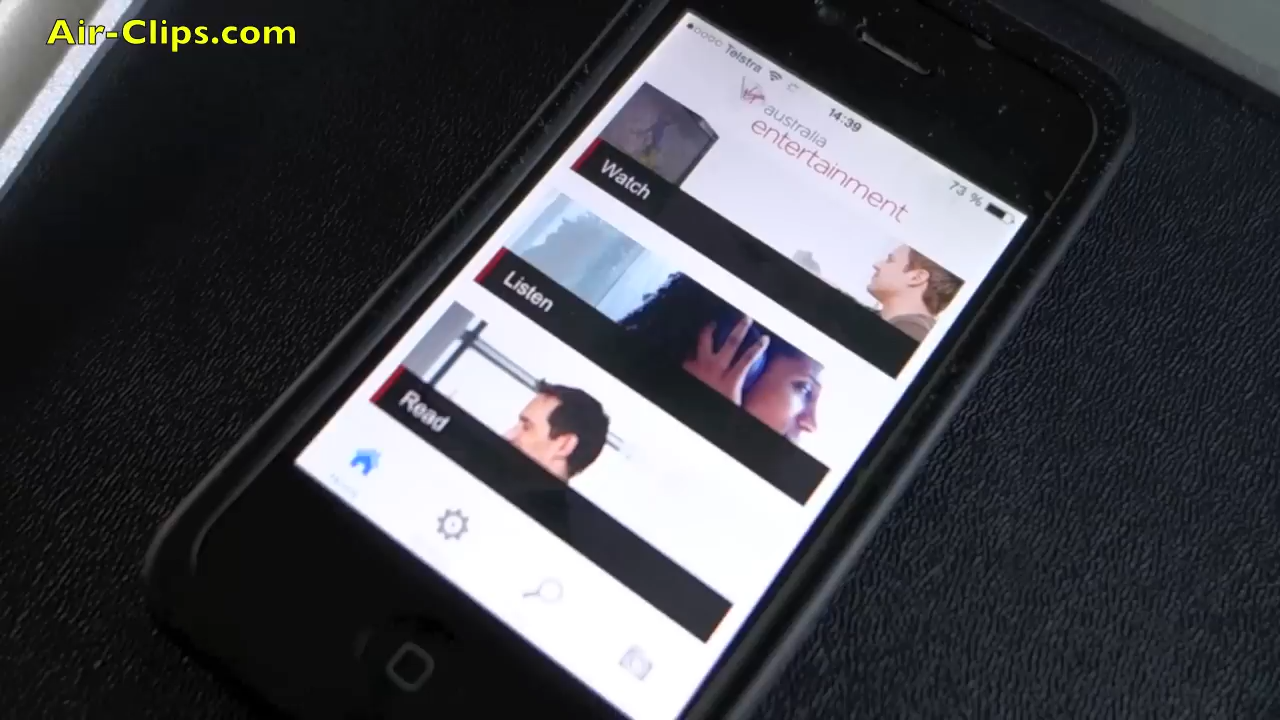 Air-Clips.com
Telstra
14:39
73 %
australia
entertainment
Watch
Listen
Read